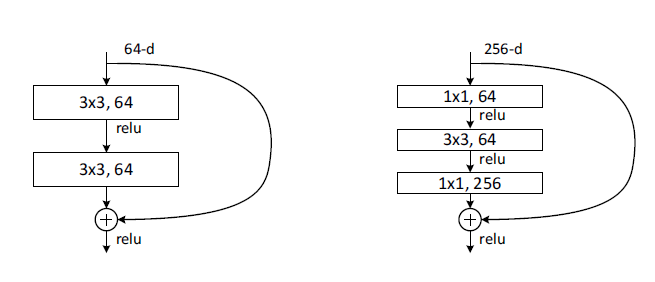 64-d
3x3, 64
relu
3x3, 64
relu
256-d
1x1, 64
relu
3x3, 64
relu
1x1, 256
relu